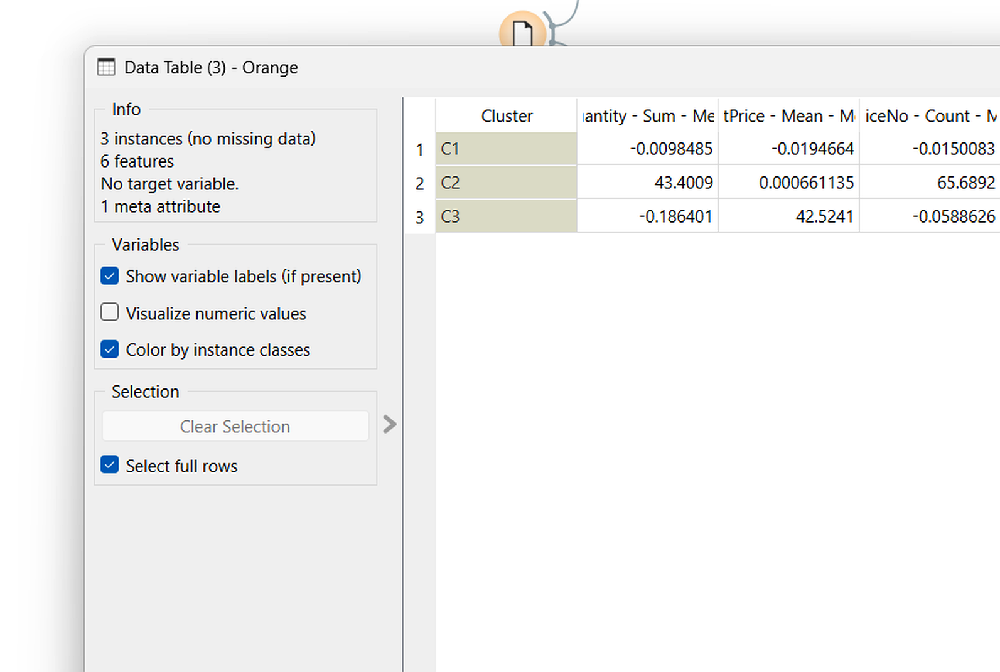 Data Table (3) - Orange
Info
3 instances (no missing data)
6 features
No target variable.
1 meta attribute
Variables
Show variable labels (if present)
Visualize numeric values
Color by instance classes
Selection
Clear Selection
Select full rows
Cluster antity - Sum - Me tPrice - Mean - M iceNo - Count - M
1 C1 -0.0098485 -0.0194664 -0.0150083
2 C2 43.4009 0.000661135 65.6892
3 C3 -0.186401 42.5241 -0.0588626